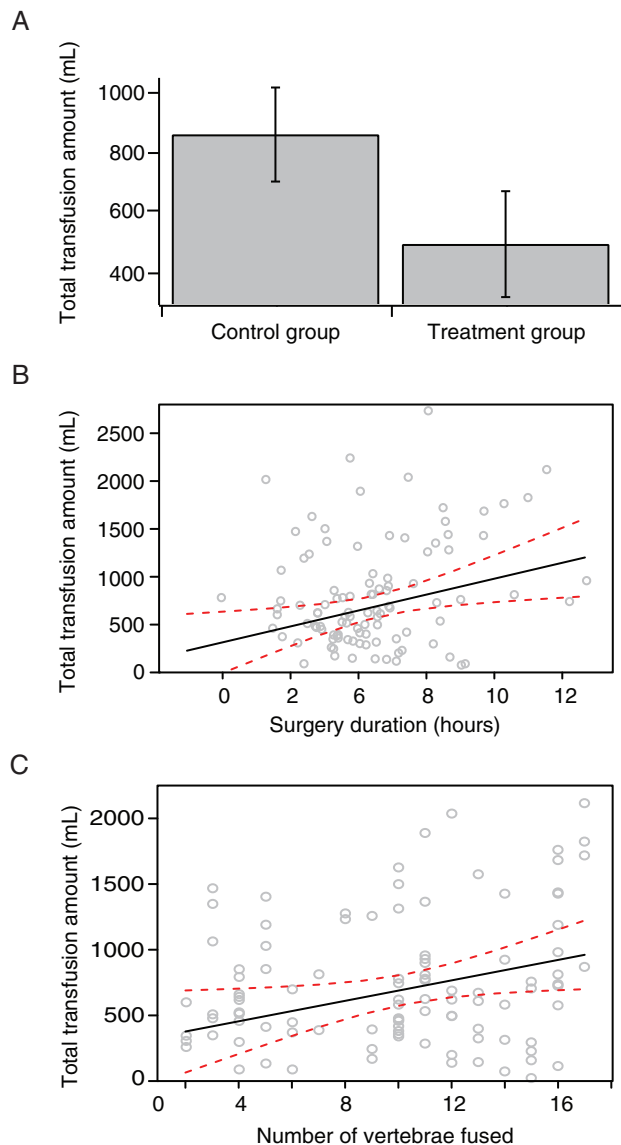 A
Total transfusion amount (mL)
1000
800
600
400
Control group
Treatment group
B
Total transfusion amount (mL)
2500
2000
1500
1000
500
0
0 2 4 6 8 10 12
Surgery duration (hours)
C
Total transfusion amount (mL)
2000
1500
1000
500
0
0 4 8 12 16
Number of vertebrae fused